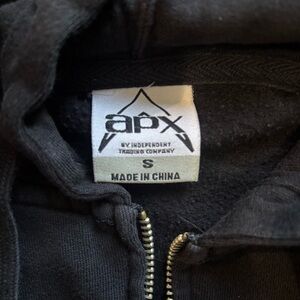 apx
BY INDEPENDENT
TRADING COMPANY
S
MADE IN CHINA